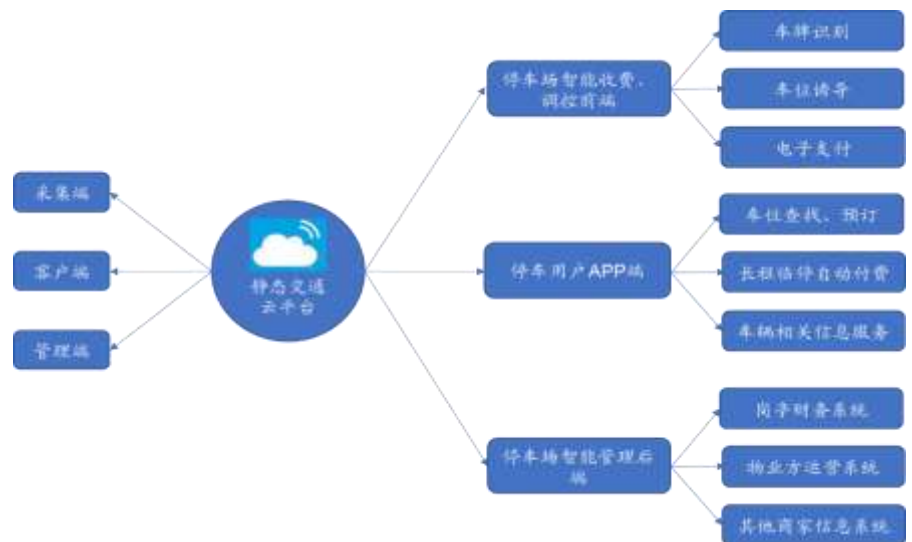 采集端
客户端
管理端
静态交通
云平台
停车场智能收费、
调控前端
车牌识别
车位诱导
电子支付
停车用户APP端
车位查找、预订
长租临停自动付费
车辆相关信息服务
停车场智能管理后
端
岗亭财务系统
物业方运营系统
其他商家信息系统